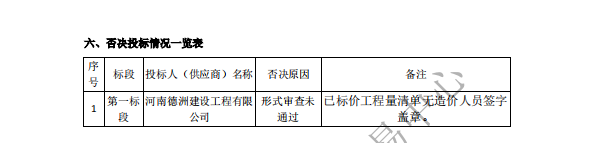 六、否决投标情况一览表
序号 标段 投标人（供应商）名称 否决原因 备注
1 第一标段 河南德洲建设工程有限公司 形式审查未通过 已标价工程量清单无造价人员签字盖章。
易中心